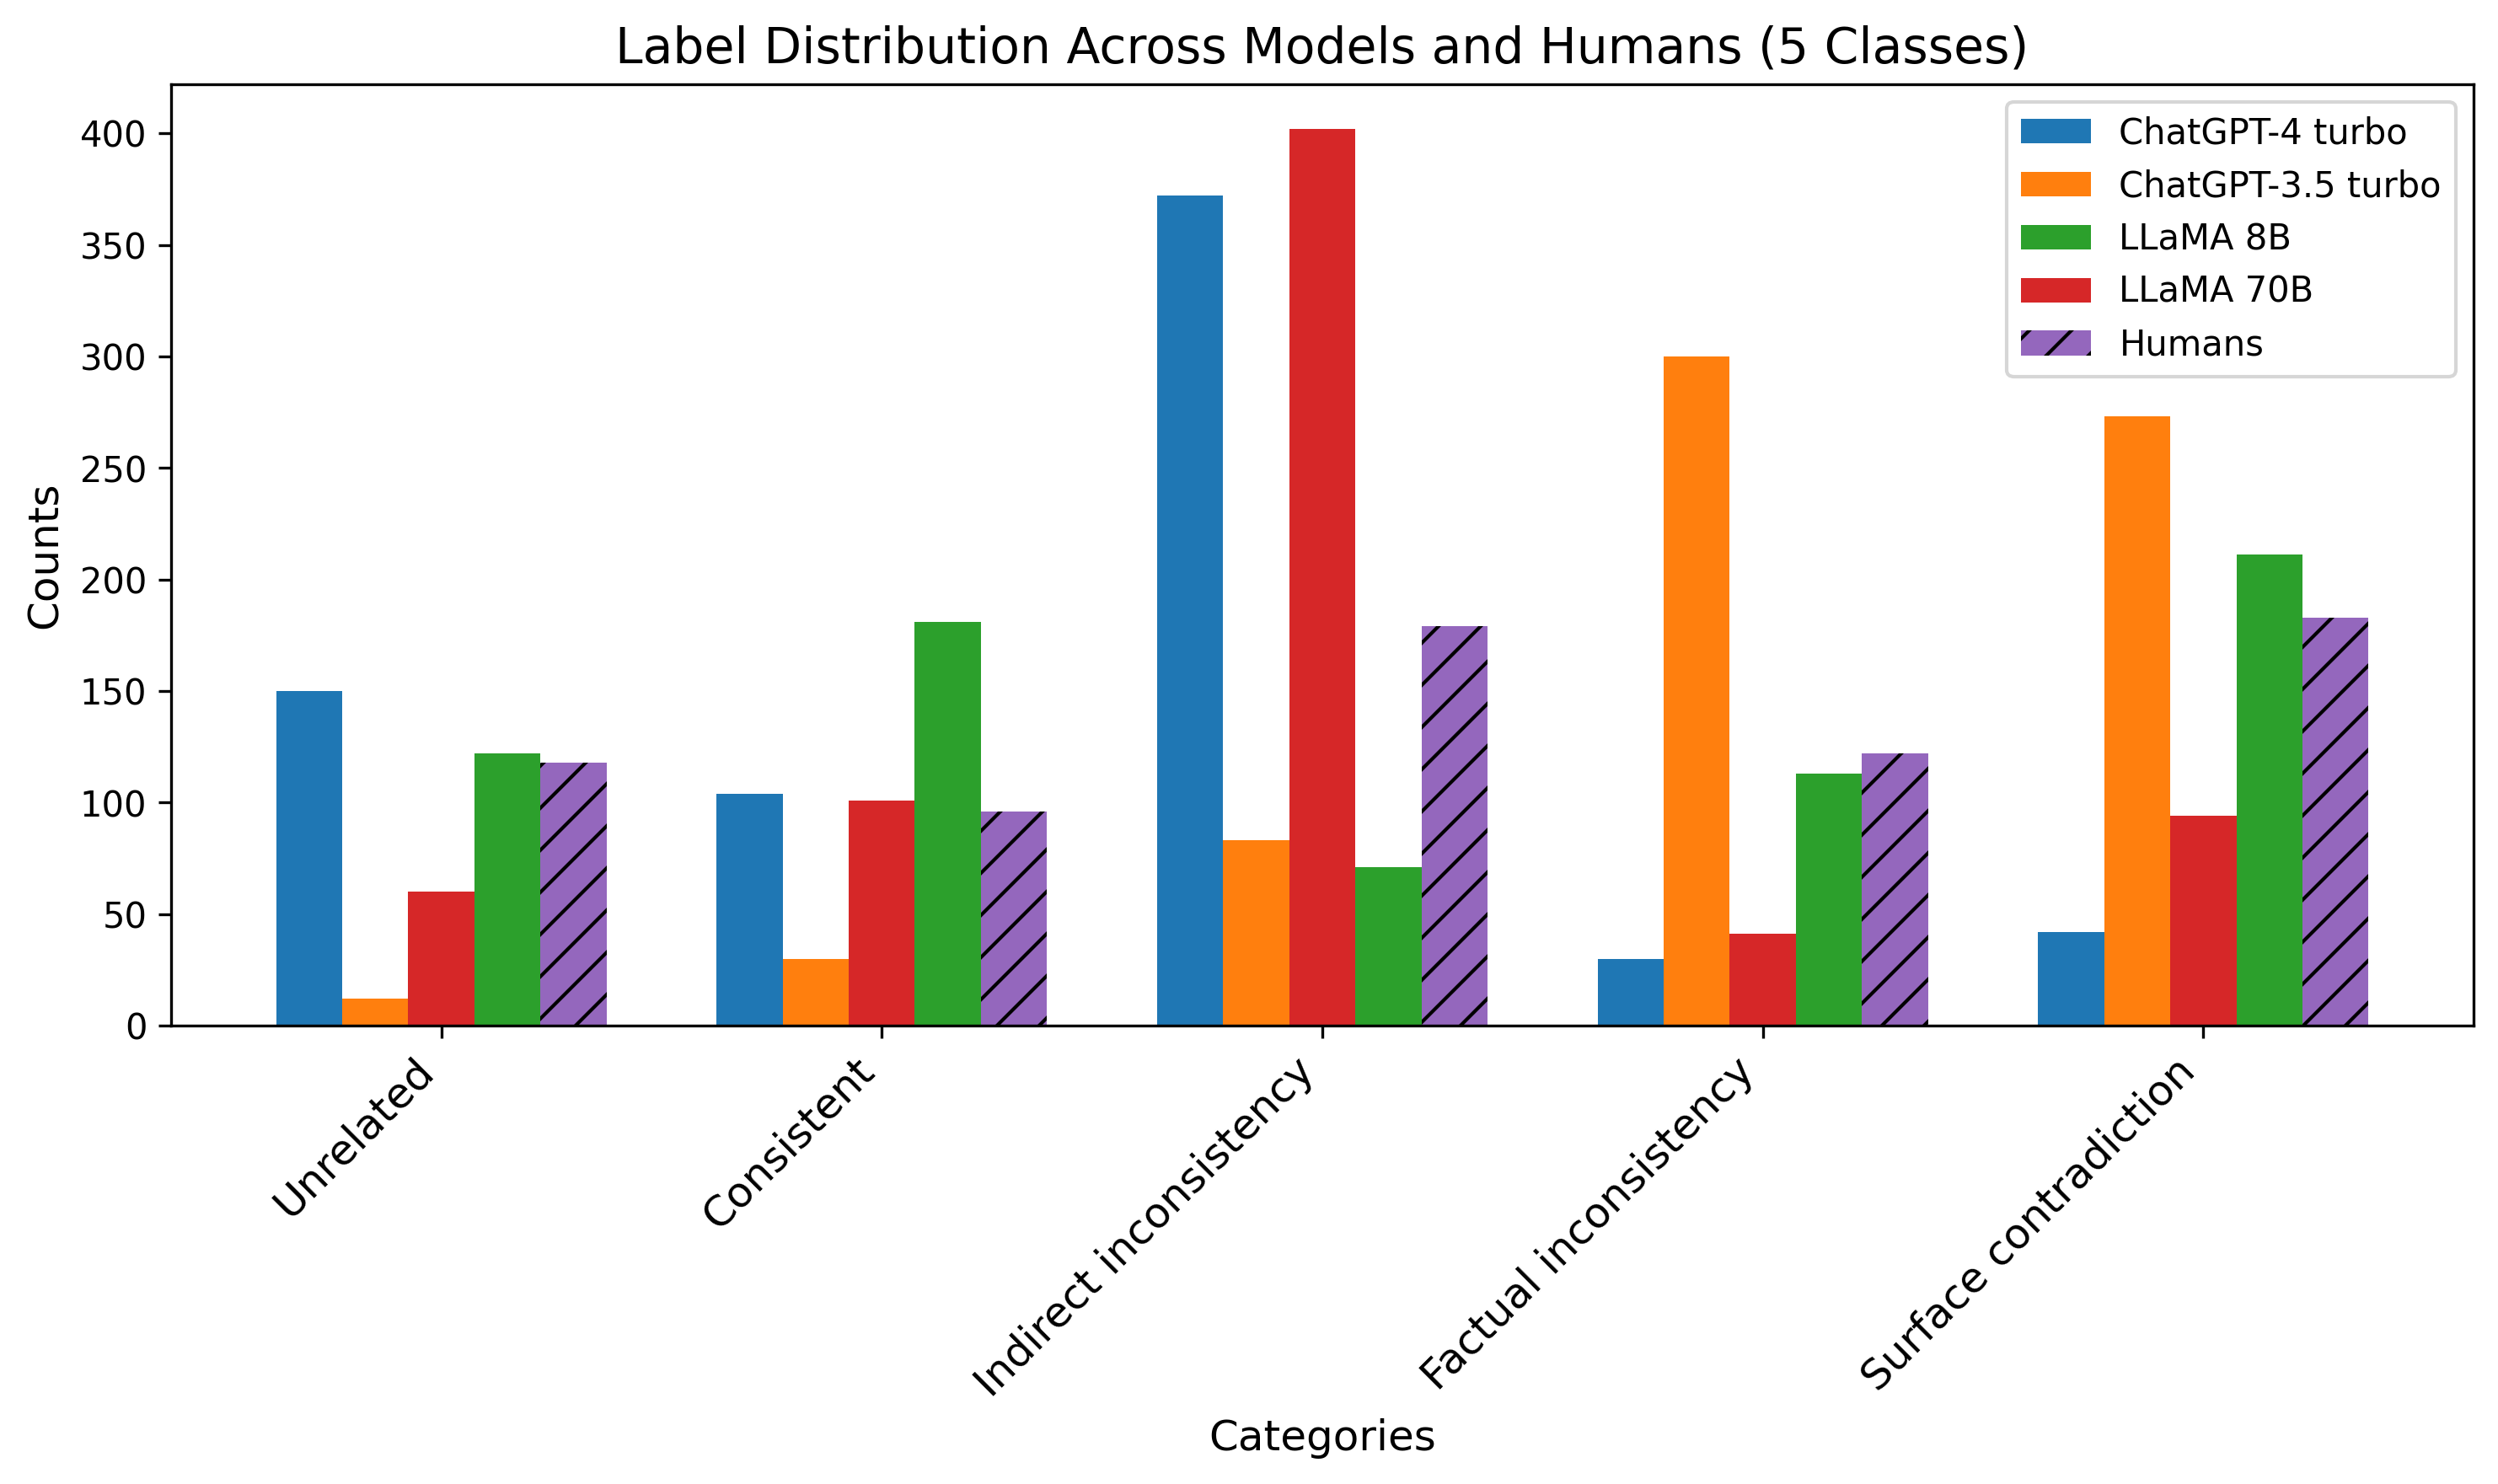 Label Distribution Across Models and Humans (5 Classes)
ChatGPT-4 turbo
ChatGPT-3.5 turbo
LLaMA 8B
LLaMA 70B
Humans
Counts
400
350
300
250
200
150
100
50
0
Unrelated
Consistent
Indirect inconsistency
Factual inconsistency
Surface contradiction
Categories